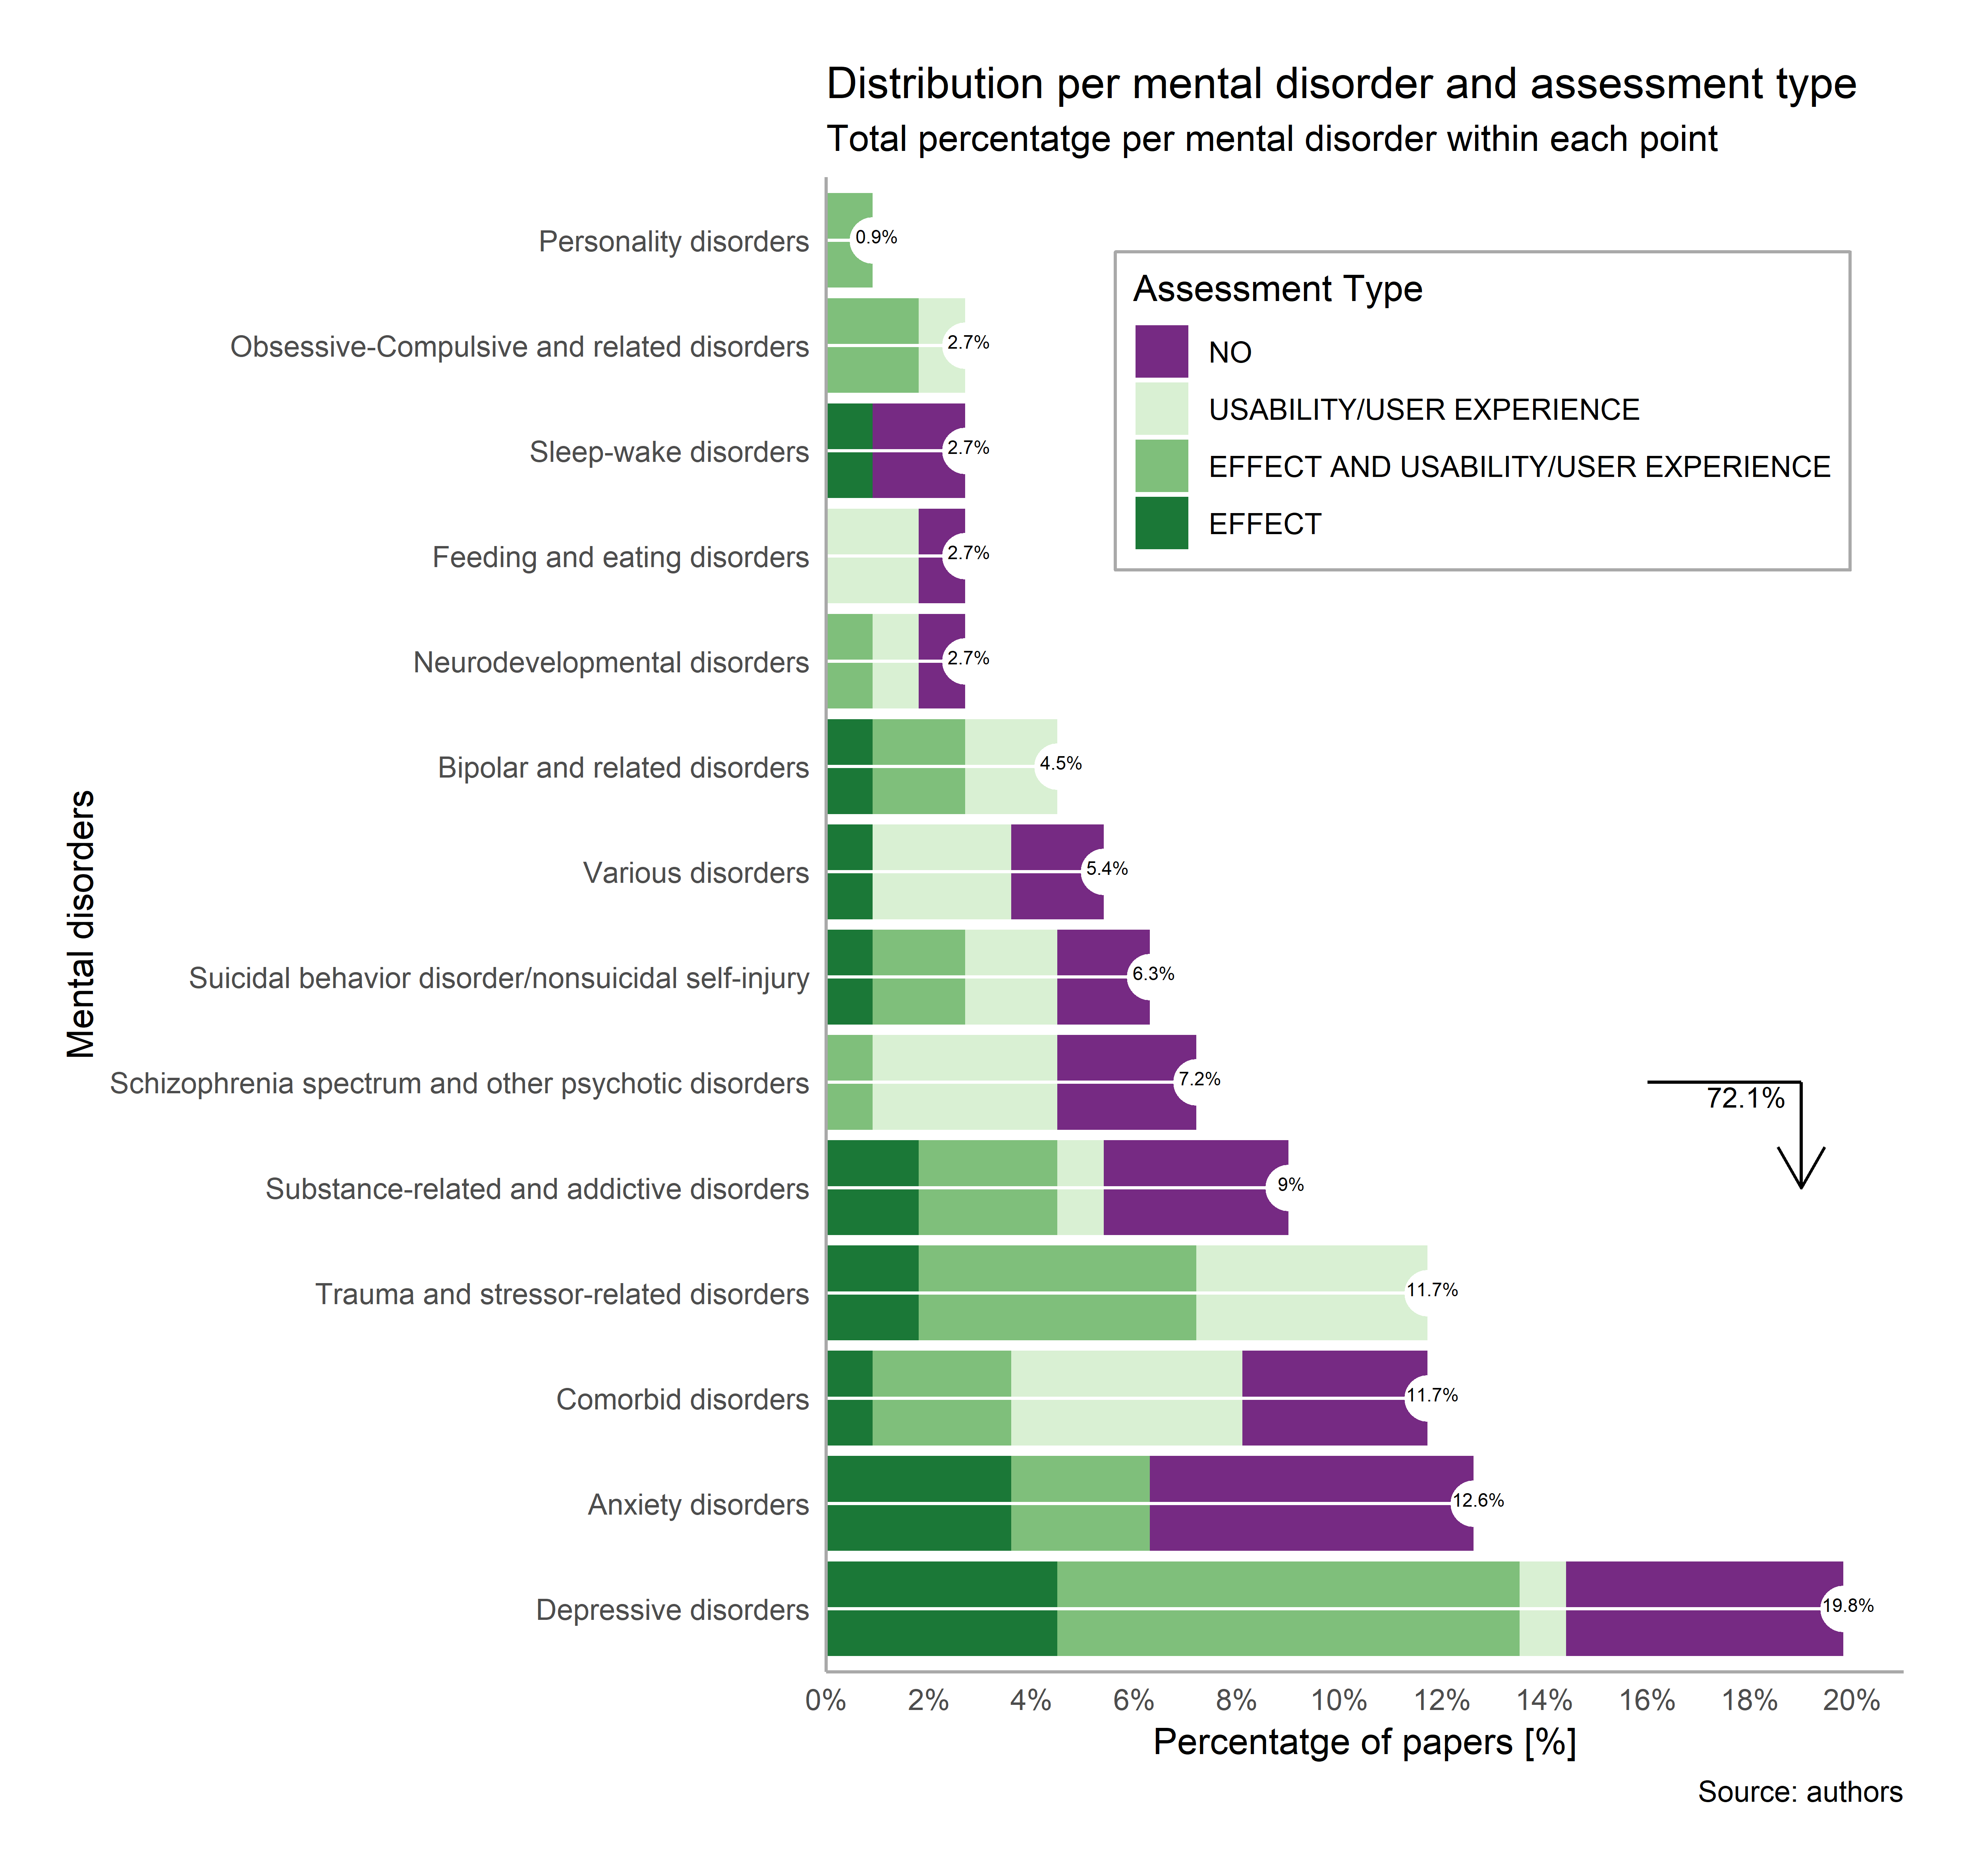 Distribution per mental disorder and assessment type
Total percentatge per mental disorder within each point
Personality disorders
0.9%
Assessment Type
NO
USABILITY/USER EXPERIENCE
EFFECT AND USABILITY/USER EXPERIENCE
EFFECT
Obsessive-Compulsive and related disorders
2.7%
Sleep-wake disorders
2.7%
Feeding and eating disorders
2.7%
Neurodevelopmental disorders
2.7%
Bipolar and related disorders
4.5%
Various disorders
5.4%
Mental disorders
Suicidal behavior disorder/nonsuicidal self-injury
6.3%
Schizophrenia spectrum and other psychotic disorders
7.2%
72.1%
Substance-related and addictive disorders
9%
Trauma and stressor-related disorders
11.7%
Comorbid disorders
11.7%
Anxiety disorders
12.6%
Depressive disorders
19.8%
0% 2% 4% 6% 8% 10% 12% 14% 16% 18% 20%
Percentatge of papers [%]
Source: authors